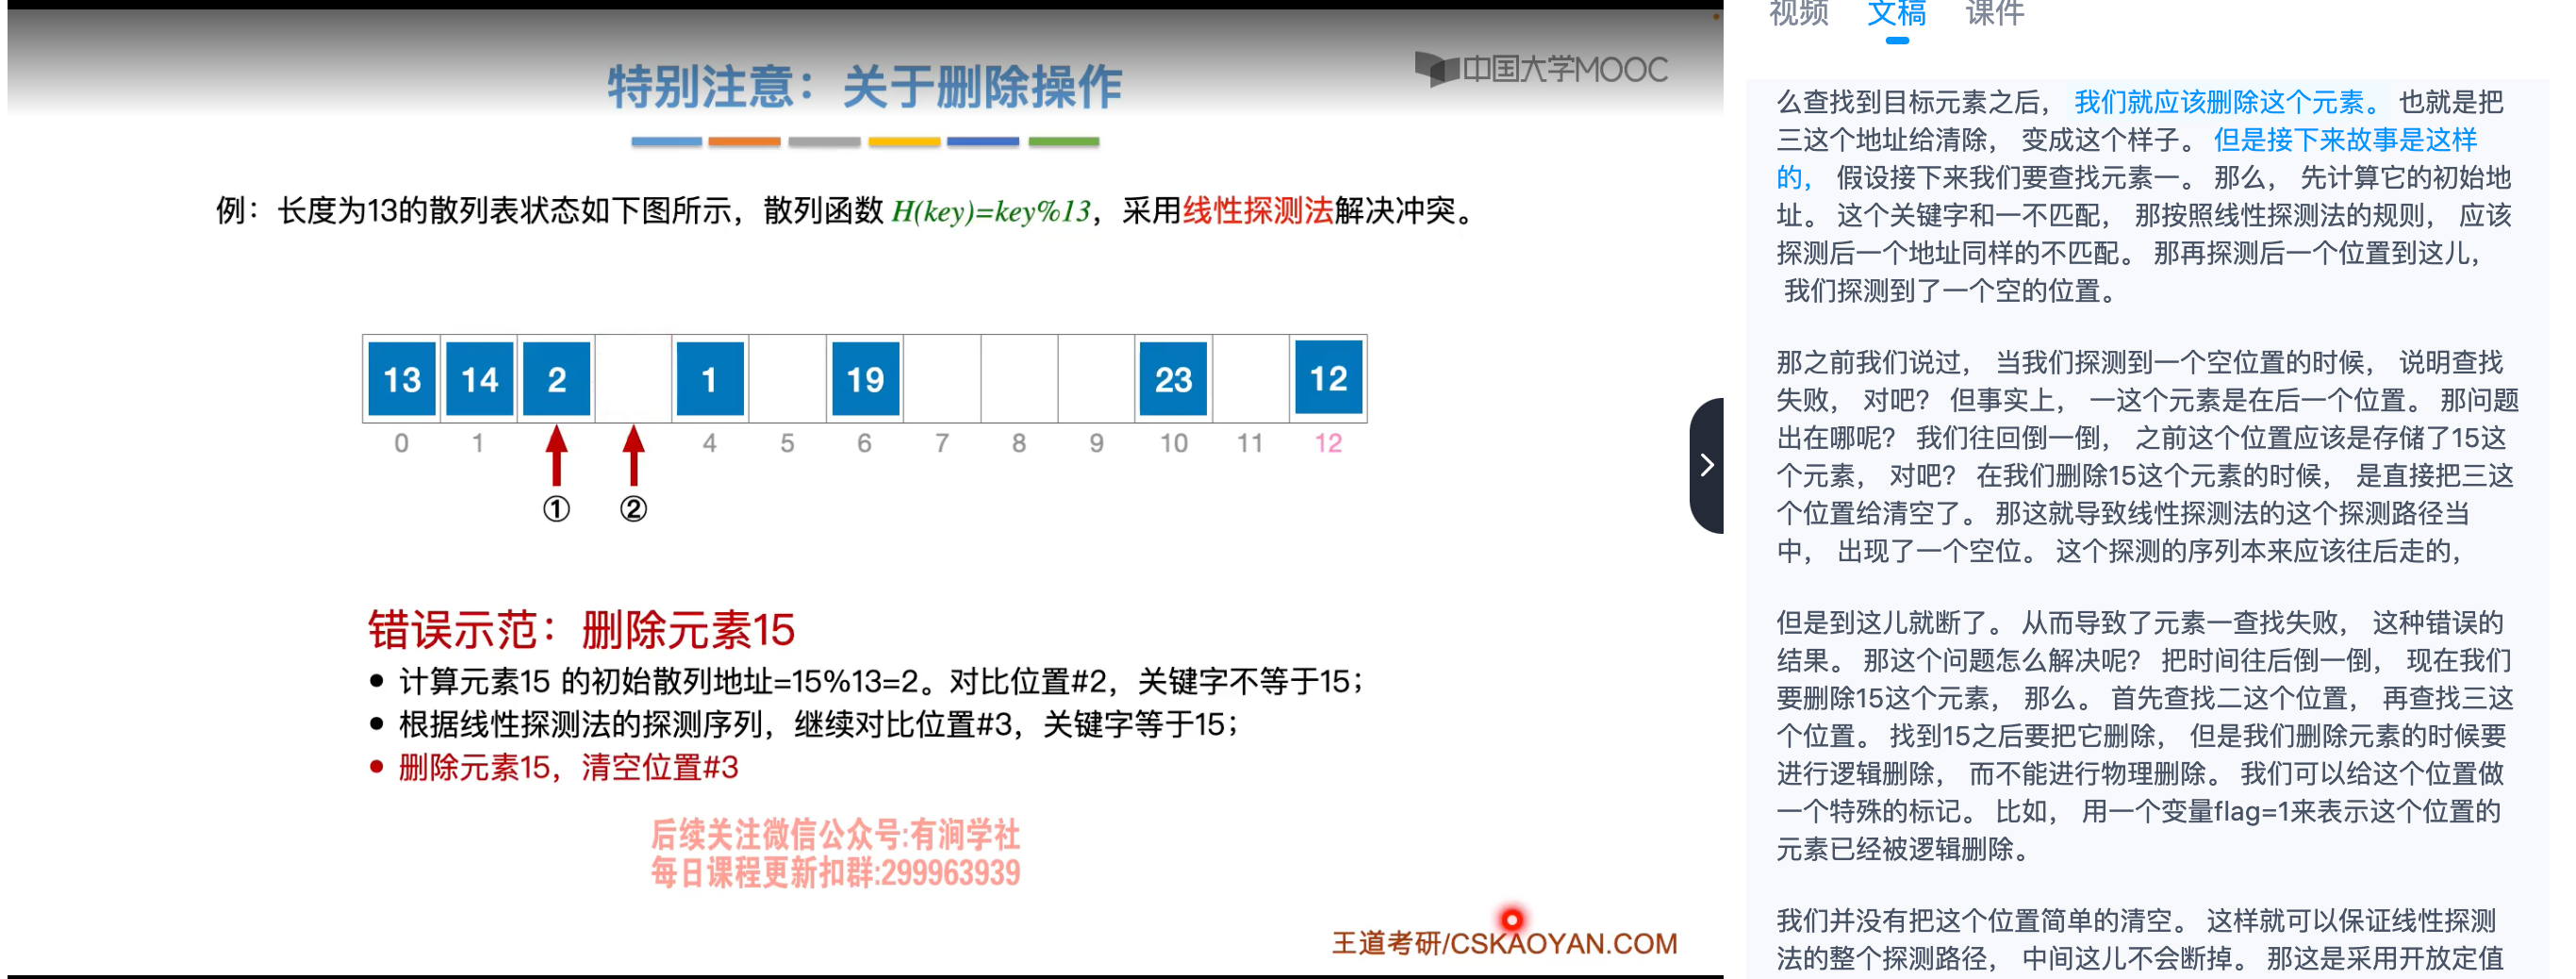 特别注意：关于删除操作
中国大学MOOC
例：长度为13的散列表状态如下图所示，散列函数 H(key)=key%13，采用线性探测法解决冲突。
13 14 2 1 19 23 12
0 1 4 5 6 7 8 9 10 11 12
① ②
错误示范：删除元素15
• 计算元素15 的初始散列地址=15%13=2。对比位置#2，关键字不等于15；
• 根据线性探测法的探测序列，继续对比位置#3，关键字等于15；
• 删除元素15，清空位置#3
后续关注微信公众号:有涧学社
每日课程更新扣群:299963939
王道考研/CSKAOYAN.COM
视频 文稿 课件
么查找到目标元素之后， 我们就应该删除这个元素。 也就是把
三这个地址给清除， 变成这个样子。 但是接下来故事是这样
的， 假设接下来我们要查找元素一。 那么， 先计算它的初始地
址。 这个关键字和一不匹配， 那按照线性探测法的规则， 应该
探测后一个地址同样的不匹配。 那再探测后一个位置到这儿，
我们探测到了一个空的位置。
那之前我们说过， 当我们探测到一个空位置的时候， 说明查找
失败， 对吧？ 但事实上， 一这个元素是在后一个位置。 那问题
出在哪呢？ 我们往回倒一倒， 之前这个位置应该是存储了15这
个元素， 对吧？ 在我们删除15这个元素的时候， 是直接把三这
个位置给清空了。 那这就导致线性探测法的这个探测路径当
中， 出现了一个空位。 这个探测的序列本来应该往后走的，
但是到这儿就断了。 从而导致了元素一查找失败， 这种错误的
结果。 那这个问题怎么解决呢？ 把时间往后倒一倒， 现在我们
要删除15这个元素， 那么。 首先查找二这个位置， 再查找三这
个位置。 找到15之后要把它删除， 但是我们删除元素的时候要
进行逻辑删除， 而不能进行物理删除。 我们可以给这个位置做
一个特殊的标记。 比如， 用一个变量flag=1来表示这个位置的
元素已经被逻辑删除。
我们并没有把这个位置简单的清空。 这样就可以保证线性探测
法的整个探测路径， 中间这儿不会断掉。 那这是采用开放定值